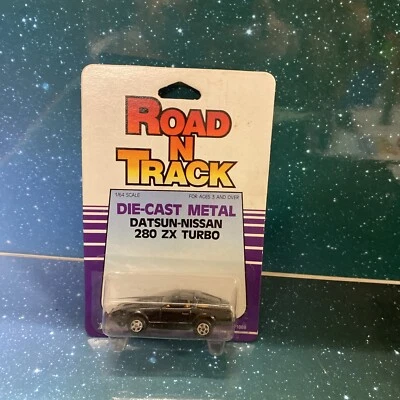 ROAD
N
TRACK
1/64 SCALE FOR AGES 3 AND OVER
DIE-CAST METAL
DATSUN-NISSAN
280 ZX TURBO